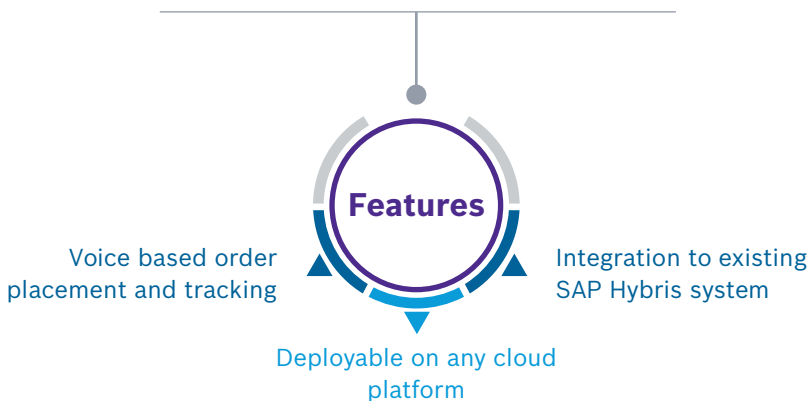 Features
Voice based order
placement and tracking
Integration to existing
SAP Hybris system
Deployable on any cloud
platform